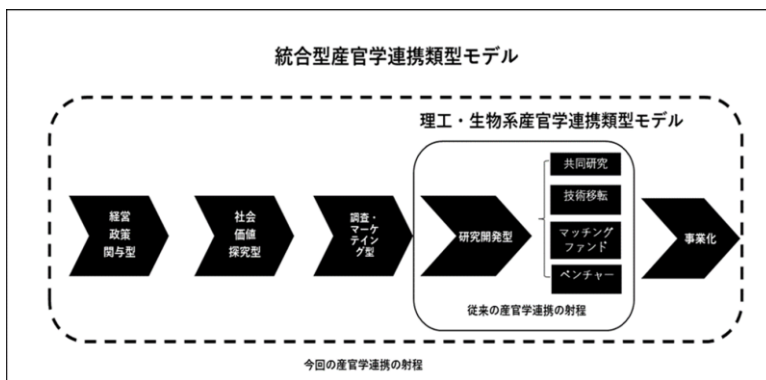 統合型産官学連携類型モデル
理工・生物系産官学連携類型モデル
経営
政策
関与型
社会
価値
探究型
調査・
マーケ
テイン
グ型
研究開発型
共同研究
技術移転
マッチング
ファンド
ベンチャー
事業化
従来の産官学連携の射程
今回の産官学連携の射程